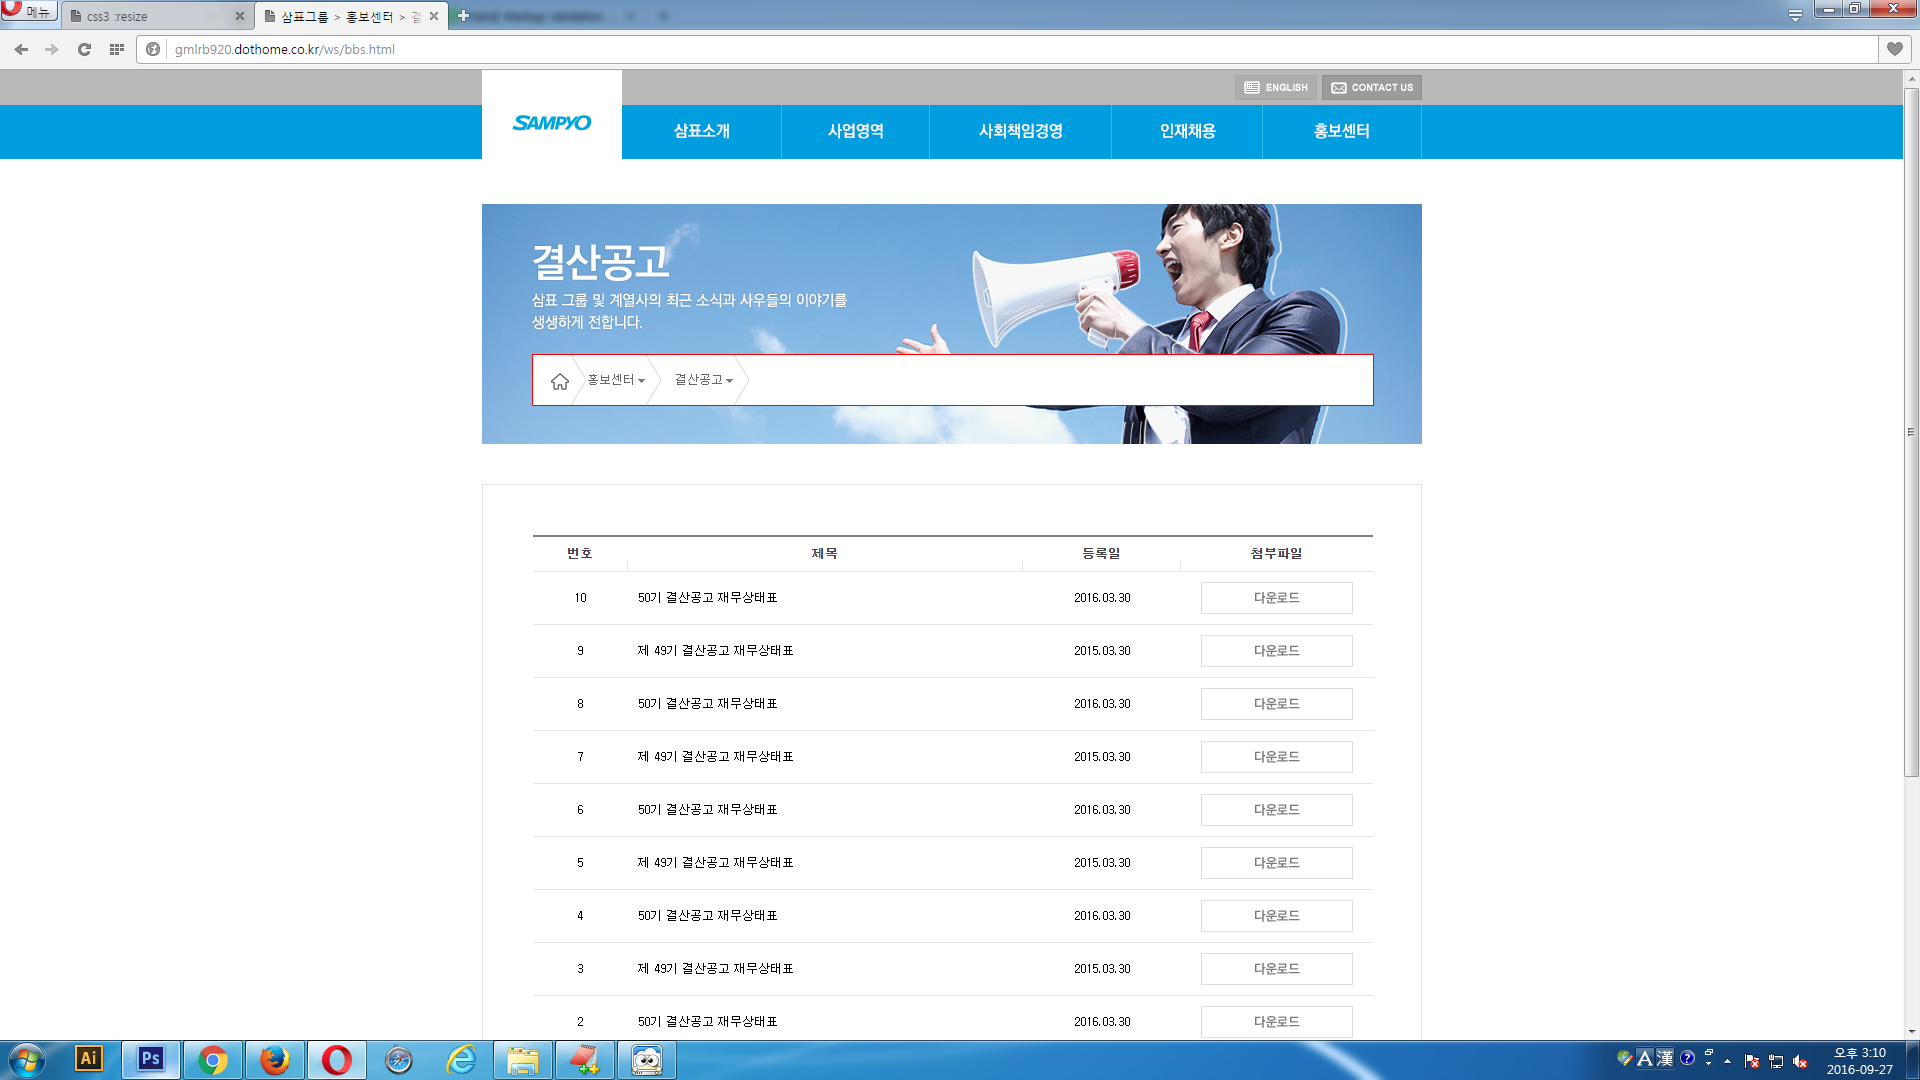 메뉴
css3 :resize
삼표그룹 > 홍보센터 > 결
gmlrb920.dothome.co.kr/ws/bbs.html
ENGLISH
CONTACT US
SAMPYO
삼표소개
사업영역
사회책임경영
인재채용
홍보센터
결산공고
삼표 그룹 및 계열사의 최근 소식과 사우들의 이야기를
생생하게 전합니다.
홍보센터
결산공고
번호 제목 등록일 첨부파일
10 50기 결산공고 재무상태표 2016.03.30 다운로드
9 제 49기 결산공고 재무상태표 2015.03.30 다운로드
8 50기 결산공고 재무상태표 2016.03.30 다운로드
7 제 49기 결산공고 재무상태표 2015.03.30 다운로드
6 50기 결산공고 재무상태표 2016.03.30 다운로드
5 제 49기 결산공고 재무상태표 2015.03.30 다운로드
4 50기 결산공고 재무상태표 2016.03.30 다운로드
3 제 49기 결산공고 재무상태표 2015.03.30 다운로드
2 50기 결산공고 재무상태표 2016.03.30 다운로드
Ai
Ps
A 漢
오후 3:10
2016-09-27